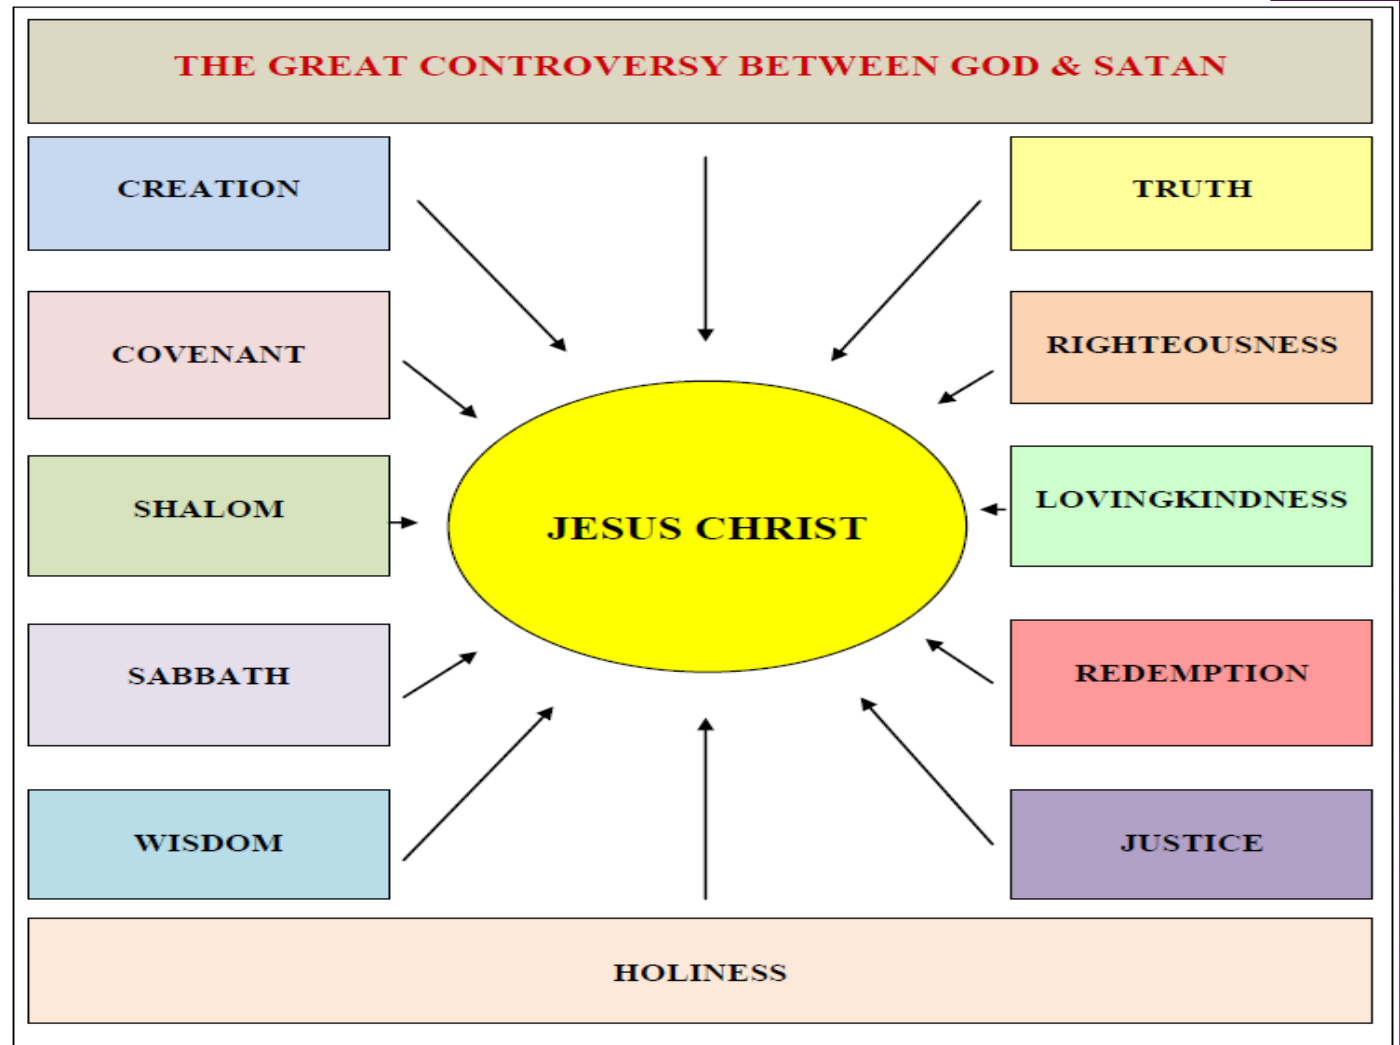 THE GREAT CONTROVERSY BETWEEN GOD & SATAN
CREATION
TRUTH
COVENANT
RIGHTEOUSNESS
SHALOM
LOVINGKINDNESS
JESUS CHRIST
SABBATH
REDEMPTION
WISDOM
JUSTICE
HOLINESS